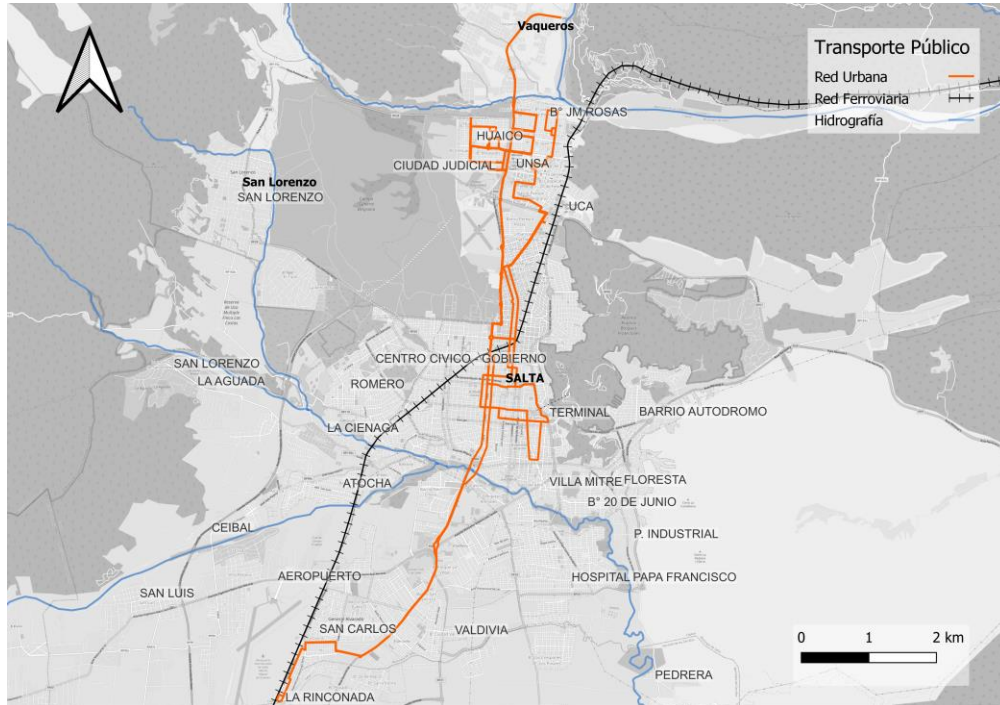 Vaqueros
Transporte Público
Red Urbana
Red Ferroviaria
Hidrografía
B° JM ROSAS
HUAICO
CIUDAD JUDICIAL
UNSA
San Lorenzo
SAN LORENZO
UCA
CENTRO CIVICO
GOBIERNO
SAN LORENZO
LA AGUADA
ROMERO
SALTA
TERMINAL
BARRIO AUTODROMO
LA CIENAGA
ATOCHA
VILLA MITRE
FLORESTA
B° 20 DE JUNIO
CEIBAL
P. INDUSTRIAL
AEROPUERTO
HOSPITAL PAPA FRANCISCO
SAN LUIS
SAN CARLOS
VALDIVIA
0 1 2 km
PEDRERA
LA RINCONADA